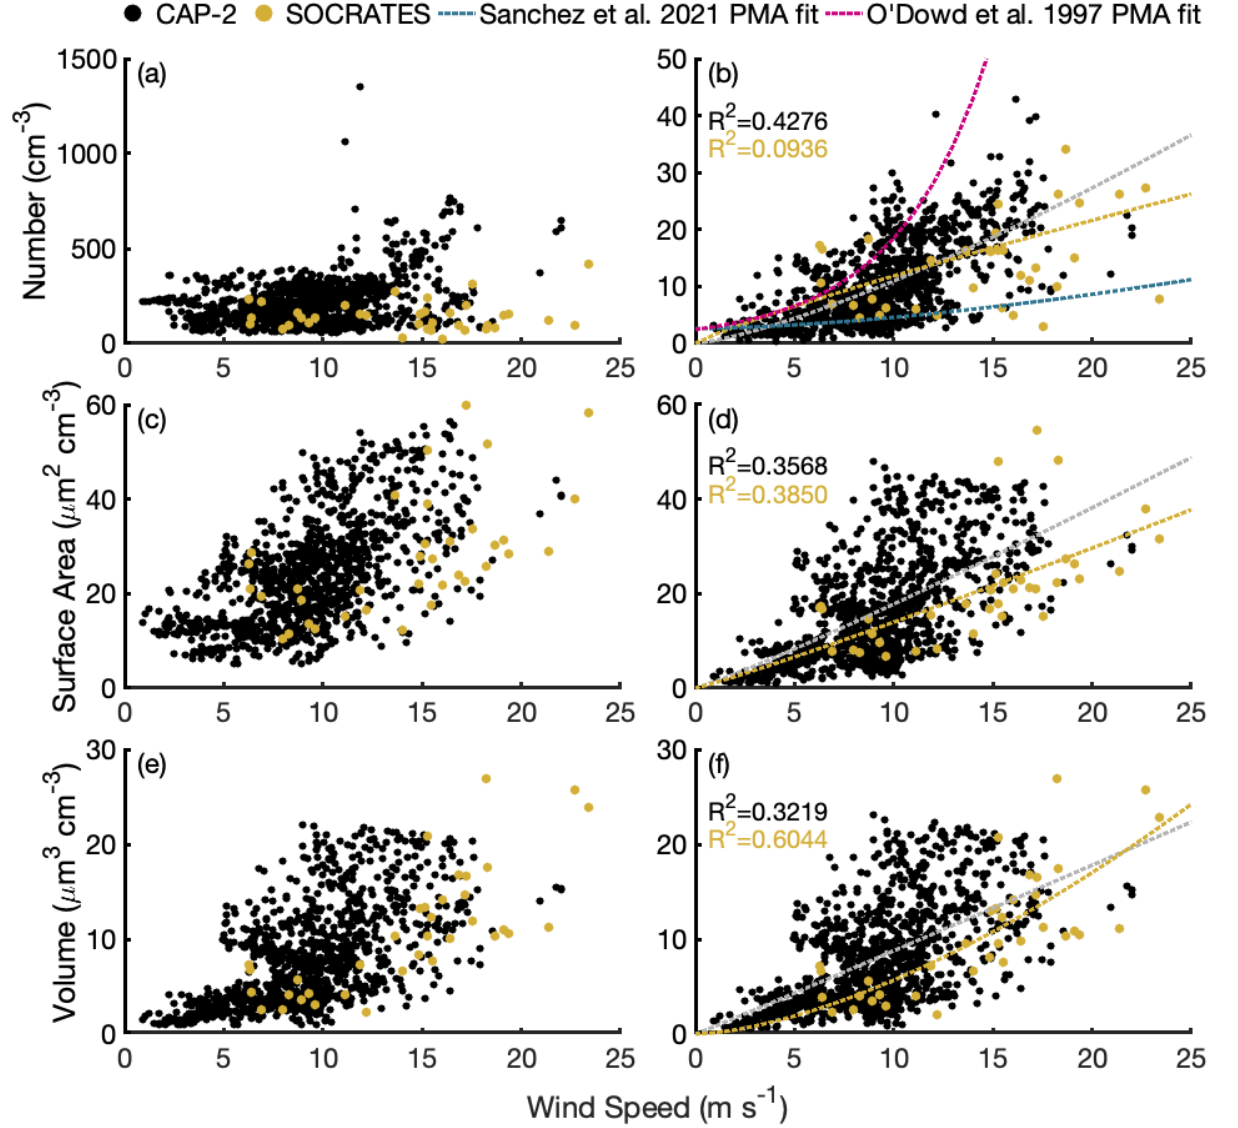 CAP-2 SOCRATES Sanchez et al. 2021 PMA fit O'Dowd et al. 1997 PMA fit
Number (cm⁻³)
1500
1000
500
0
(a)
0 5 10 15 20 25
50
40
30
20
10
0
(b)
R²=0.4276
R²=0.0936
0 5 10 15 20 25
Surface Area (μm² cm⁻³)
60
40
20
0
(c)
0 5 10 15 20 25
60
40
20
0
(d)
R²=0.3568
R²=0.3850
0 5 10 15 20 25
Volume (μm³ cm⁻³)
30
20
10
0
(e)
0 5 10 15 20 25
30
20
10
0
(f)
R²=0.3219
R²=0.6044
0 5 10 15 20 25
Wind Speed (m s⁻¹)